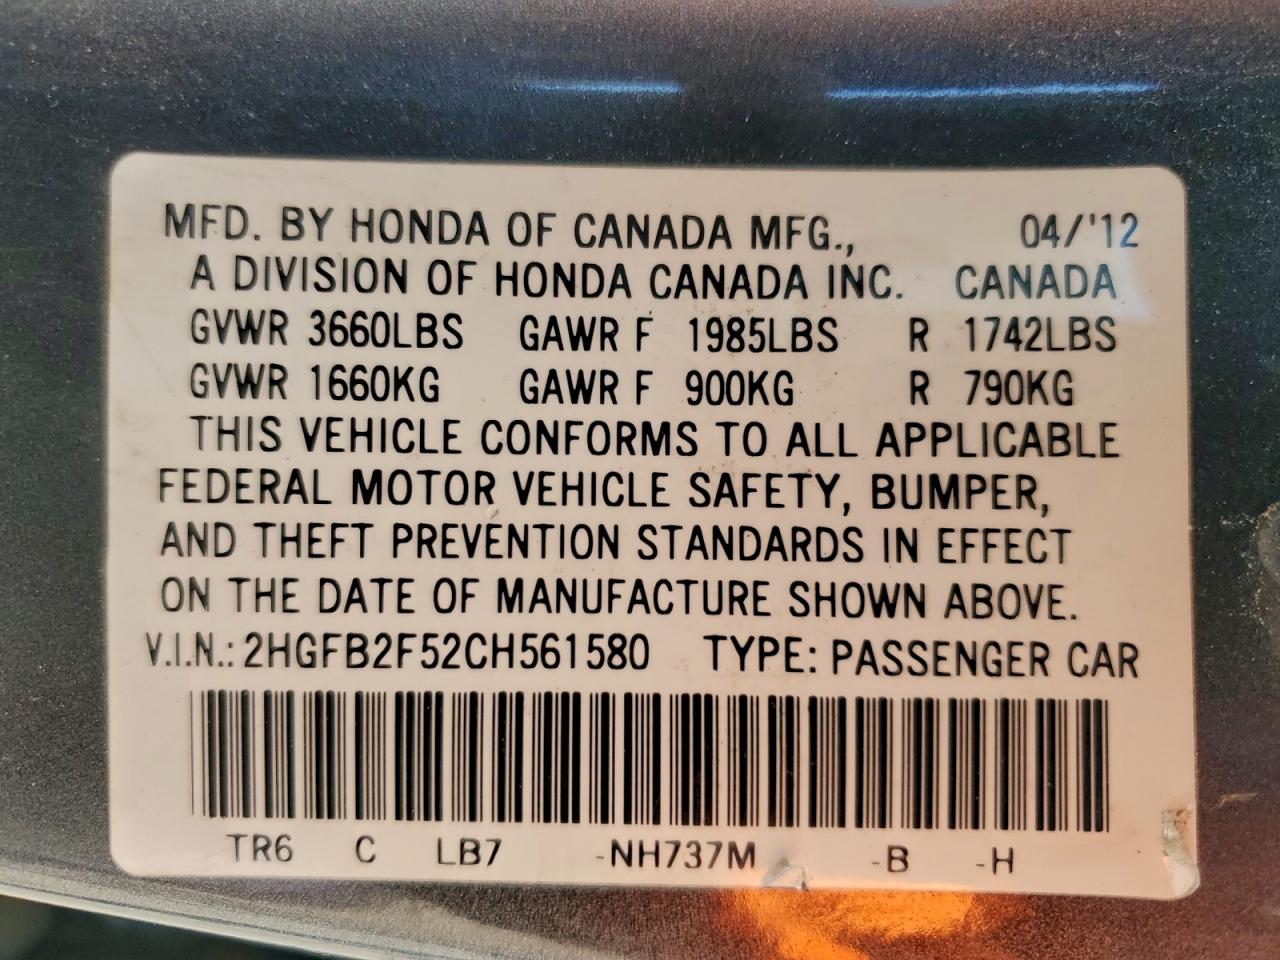 MFD. BY HONDA OF CANADA MFG., 04/'12
A DIVISION OF HONDA CANADA INC. CANADA
GVWR 3660LBS GAWR F 1985LBS R 1742LBS
GVWR 1660KG GAWR F 900KG R 790KG
THIS VEHICLE CONFORMS TO ALL APPLICABLE
FEDERAL MOTOR VEHICLE SAFETY, BUMPER,
AND THEFT PREVENTION STANDARDS IN EFFECT
ON THE DATE OF MANUFACTURE SHOWN ABOVE.
V.I.N.: 2HGFB2F52CH561580 TYPE: PASSENGER CAR
TR6 C LB7 -NH737M -B -H